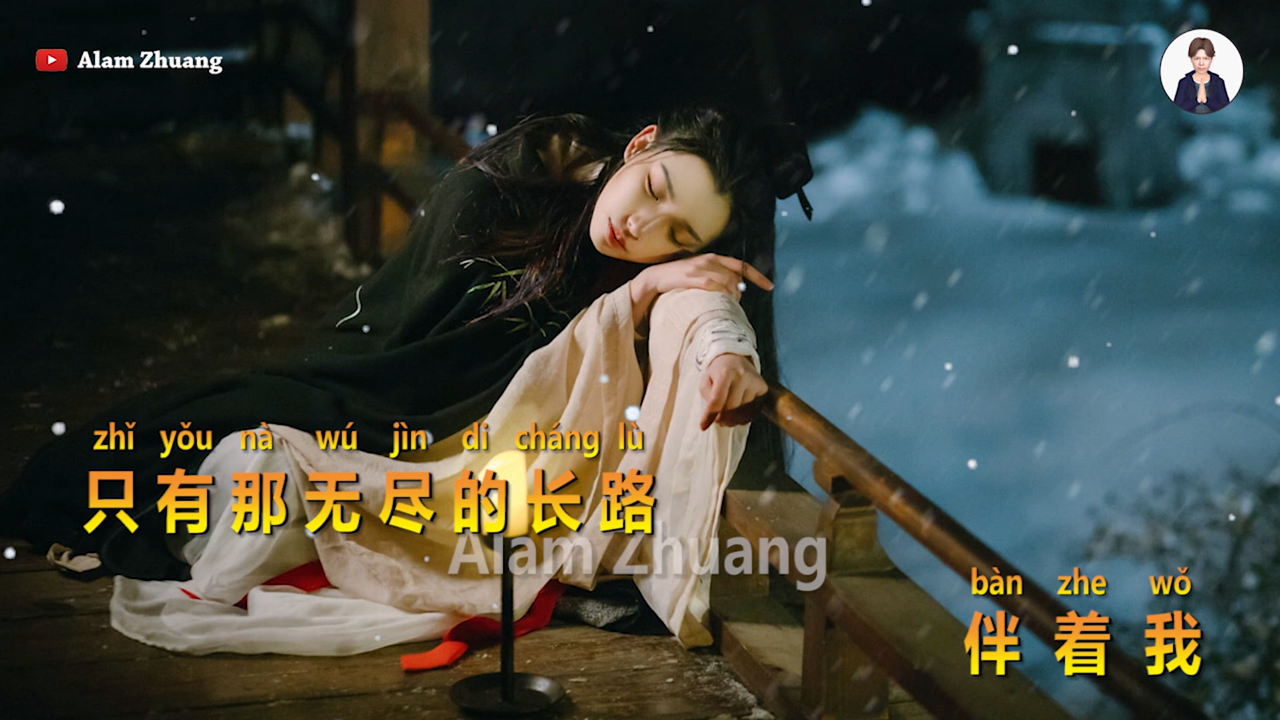 Alam Zhuang
zhǐ yǒu nà wú jìn di cháng lù
只有那无尽的长路
Alam Zhuang
bàn zhe wǒ
伴着我